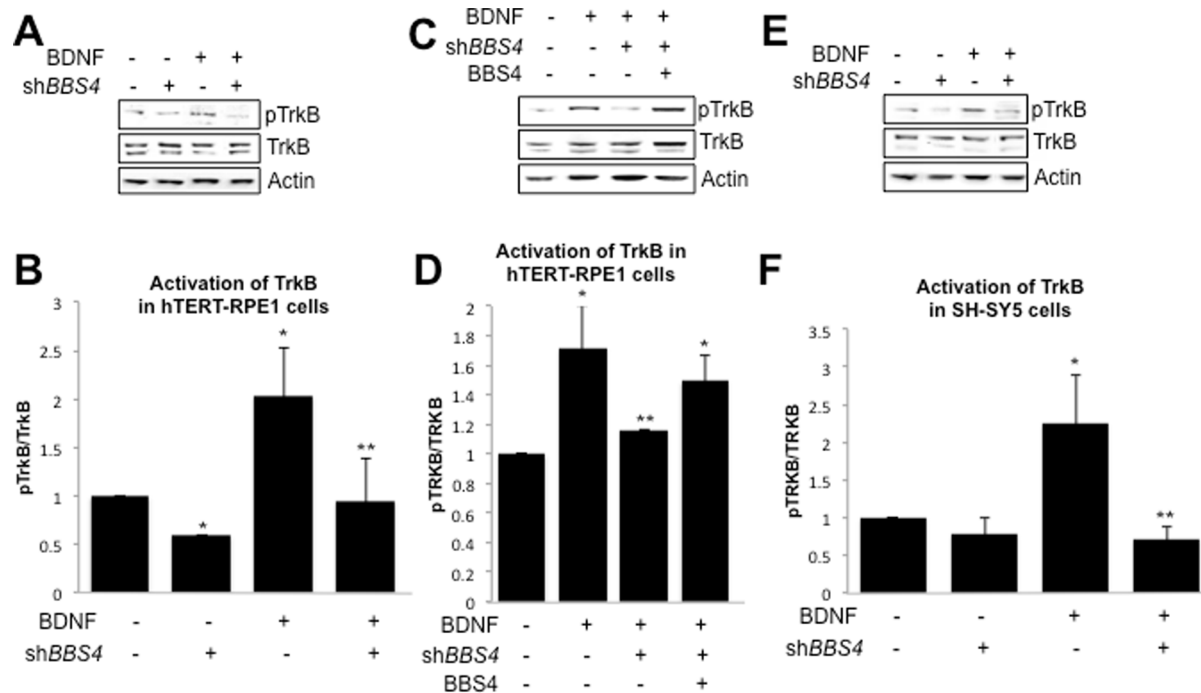 A
BDNF - - + +
shBBS4 - + - +
pTrkB
TrkB
Actin
B
Activation of TrkB
in hTERT-RPE1 cells
pTrkB/TrkB
3
2.5
2
1.5
1
0.5
0
*
*
**
BDNF - - + +
shBBS4 - + - +
C
BDNF - + + +
shBBS4 - - + +
BBS4 - - - +
pTrkB
TrkB
Actin
D
Activation of TrkB in
hTERT-RPE1 cells
pTRKB/TRKB
2
1.8
1.6
1.4
1.2
1
0.8
0.6
0.4
0.2
0
*
**
*
BDNF - + + +
shBBS4 - - + +
BBS4 - - - +
E
BDNF - - + +
shBBS4 - + - +
pTrkB
TrkB
Actin
F
Activation of TrkB
in SH-SY5 cells
pTRKB/TRKB
3.5
3
2.5
2
1.5
1
0.5
0
*
**
BDNF - - + +
shBBS4 - + - +